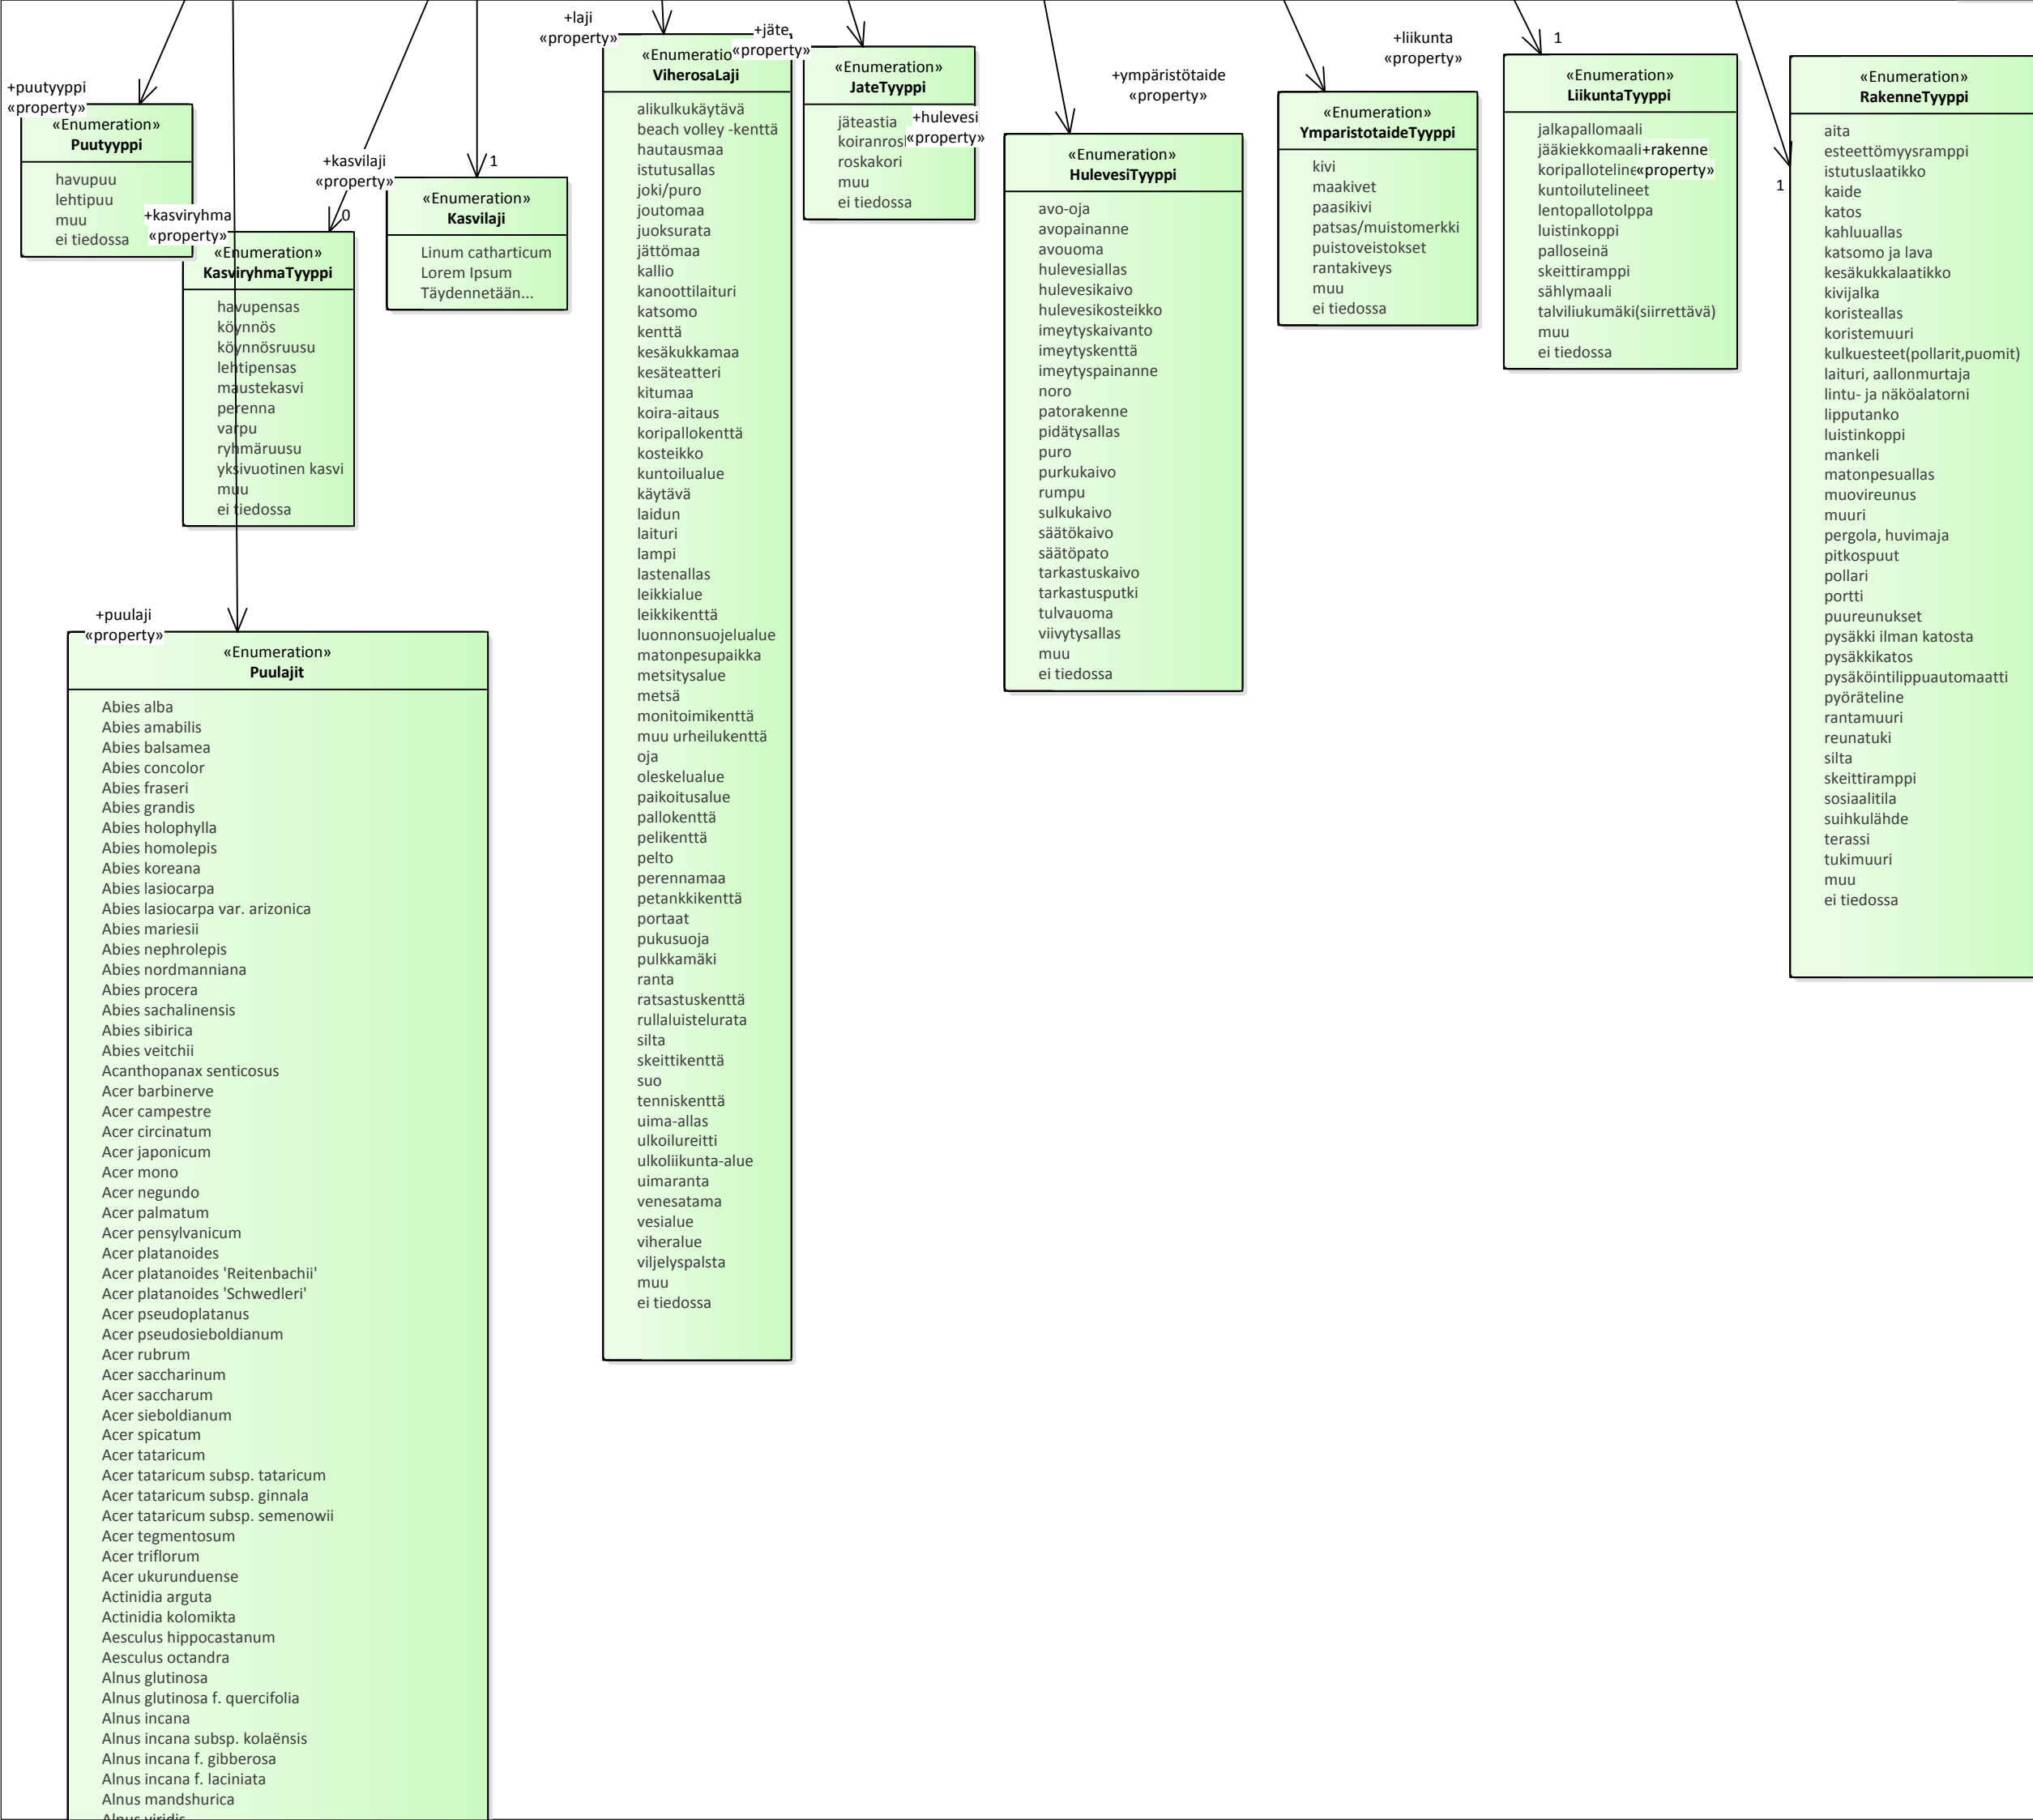 +puutyyppi
«property»
«Enumeration»
Puutyyppi
havupuu
lehtipuu
muu
ei tiedossa
+kasviryhma
«property»
+kasvilaji
«property»
0
«Enumeration»
KasviryhmaTyyppi
havupensas
köynnös
köynnösruusu
lehtipensas
maustekasvi
perenna
varpu
ryhmäruusu
yksivuotinen kasvi
muu
ei tiedossa
1
«Enumeration»
Kasvilaji
Linum catharticum
Lorem Ipsum
Täydennetään...
+puulaji
«property»
«Enumeration»
Puulajit
Abies alba
Abies amabilis
Abies balsamea
Abies concolor
Abies fraseri
Abies grandis
Abies holophylla
Abies homolepis
Abies koreana
Abies lasiocarpa
Abies lasiocarpa var. arizonica
Abies mariesii
Abies nephrolepis
Abies nordmanniana
Abies procera
Abies sachalinensis
Abies sibirica
Abies veitchii
Acanthopanax senticosus
Acer barbinerve
Acer campestre
Acer circinatum
Acer japonicum
Acer mono
Acer negundo
Acer palmatum
Acer pensylvanicum
Acer platanoides
Acer platanoides 'Reitenbachii'
Acer platanoides 'Schwedleri'
Acer pseudoplatanus
Acer pseudosieboldianum
Acer rubrum
Acer saccharinum
Acer saccharum
Acer sieboldianum
Acer spicatum
Acer tataricum
Acer tataricum subsp. tataricum
Acer tataricum subsp. ginnala
Acer tataricum subsp. semenowii
Acer tegmentosum
Acer triflorum
Acer ukurunduense
Actinidia arguta
Actinidia kolomikta
Aesculus hippocastanum
Aesculus octandra
Alnus glutinosa
Alnus glutinosa f. quercifolia
Alnus incana
Alnus incana subsp. kolaënsis
Alnus incana f. gibberosa
Alnus incana f. laciniata
Alnus mandshurica
+laji
«property»
ViherosaLaji
alikulkukäytävä
beach volley -kenttä
hautausmaa
istutusallas
joki/puro
joutomaa
juoksurata
jättömaa
kallio
kanoottilaituri
katsomo
kenttä
kesäkukkamaa
kesäteatteri
kitumaa
koira-aitaus
koripallokenttä
kosteikko
kuntoilualue
käytävä
laidun
laituri
lampi
lastenallas
leikkialue
leikkikenttä
luonnonsuojelualue
matonpesupaikka
metsitysalue
metsä
monitoimikenttä
muu urheilukenttä
oja
oleskelualue
paikoitusalue
pallokenttä
pelikenttä
pelto
perennamaa
petankkikenttä
portaat
pukusuoja
pulkkamäki
ranta
ratsastuskenttä
rullaluistelurata
silta
skeittikenttä
suo
tenniskenttä
uima-allas
ulkoilureitti
ulkoliikunta-alue
uimaranta
venesatama
vesialue
viheralue
viljelyspalsta
muu
ei tiedossa
+jäte
«property»
«Enumeration»
JateTyyppi
jäteastia
roskakori
muu
ei tiedossa
+hulevesi
«property»
«Enumeration»
HulevesiTyyppi
avo-oja
avopainanne
avouoma
hulevesiallas
hulevesikaivo
hulevesikosteikko
imeytyskaivanto
imeytyskenttä
imeytyspainanne
noro
patorakenne
pidätysallas
puro
purkukaivo
rumpu
sulkukaivo
säätökaivo
säätöpato
tarkastuskaivo
tarkastusputki
tulvauoma
viivytysallas
muu
ei tiedossa
+ympäristötaide
«property»
«Enumeration»
YmparistotaideTyyppi
kivi
maakivet
paasikivi
patsas/muistomerkki
puistoveistokset
rantakiveys
muu
ei tiedossa
+liikunta
«property»
1
«Enumeration»
LiikuntaTyyppi
jalkapallomaali
jääkiekkomaali
koripalloteline
kuntoilutelineet
lentopallotolppa
luistinkoppi
palloseinä
skeittiramppi
sählymaali
talviliukumäki(siirrettävä)
muu
ei tiedossa
+rakenne
«property»
1
«Enumeration»
RakenneTyyppi
aita
esteettömyysramppi
istutuslaatikko
kaide
katos
kahluuallas
katsomo ja lava
kesäkukkalaatikko
kivijalka
koristeallas
koristemuuri
kulkuesteet(pollarit,puomit)
laituri, aallonmurtaja
lintu- ja näköalatorni
lipputanko
luistinkoppi
mankeli
matonpesuallas
muovireunus
muuri
pergola, huvimaja
pitkospuut
pollari
portti
puureunukset
pysäkki ilman katosta
pysäkkikatos
pysäköintilippuautomaatti
pyöräteline
rantamuuri
reunatuki
silta
skeittiramppi
sosiaalitila
suihkulähde
terassi
tukimuuri
muu
ei tiedossa